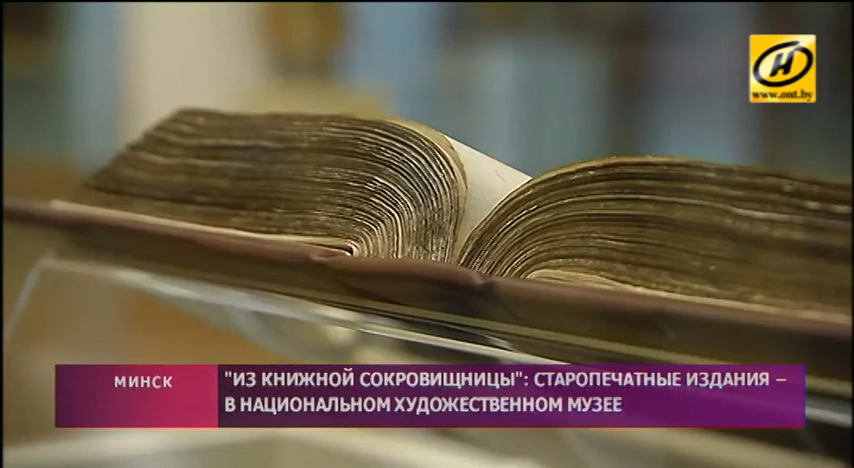 Н
www.ont.by
МИНСК
"ИЗ КНИЖНОЙ СОКРОВИЩНИЦЫ": СТАРОПЕЧАТНЫЕ ИЗДАНИЯ –
В НАЦИОНАЛЬНОМ ХУДОЖЕСТВЕННОМ МУЗЕЕ